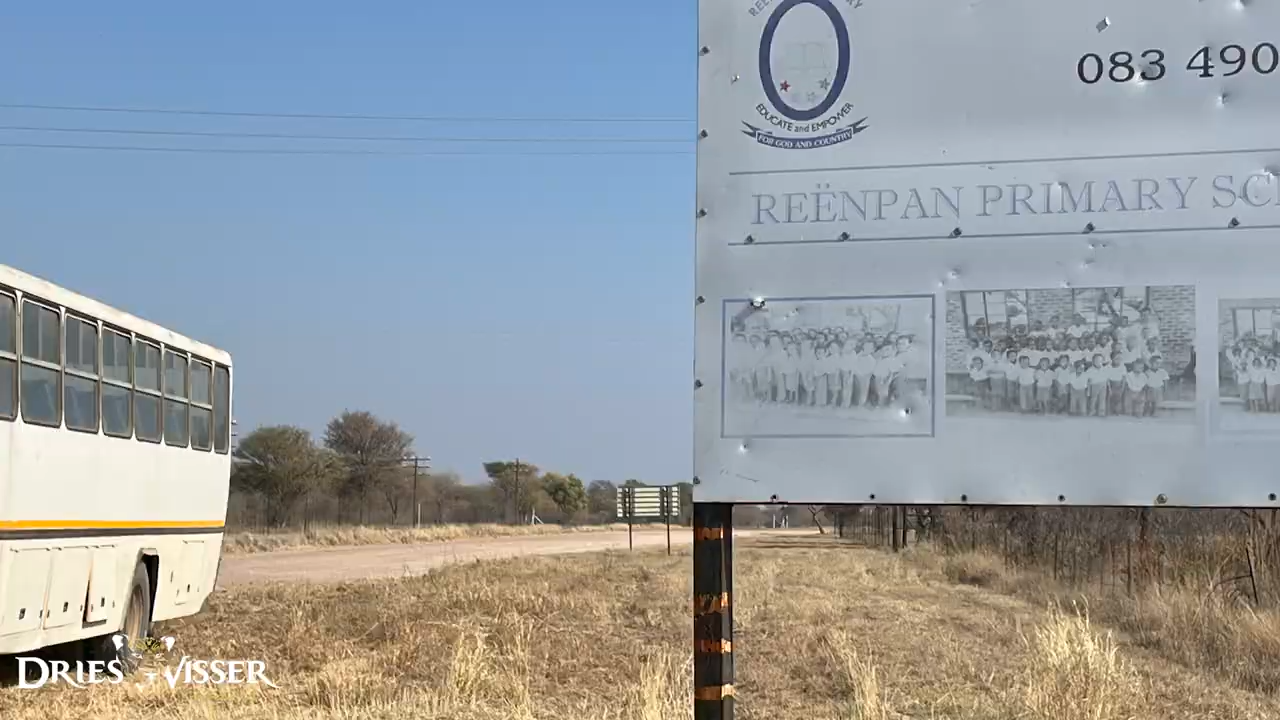 083 490
EDUCATE and EMPOWER
FOR GOD AND COUNTRY
REËNPAN PRIMARY SC
DRIES VISSER